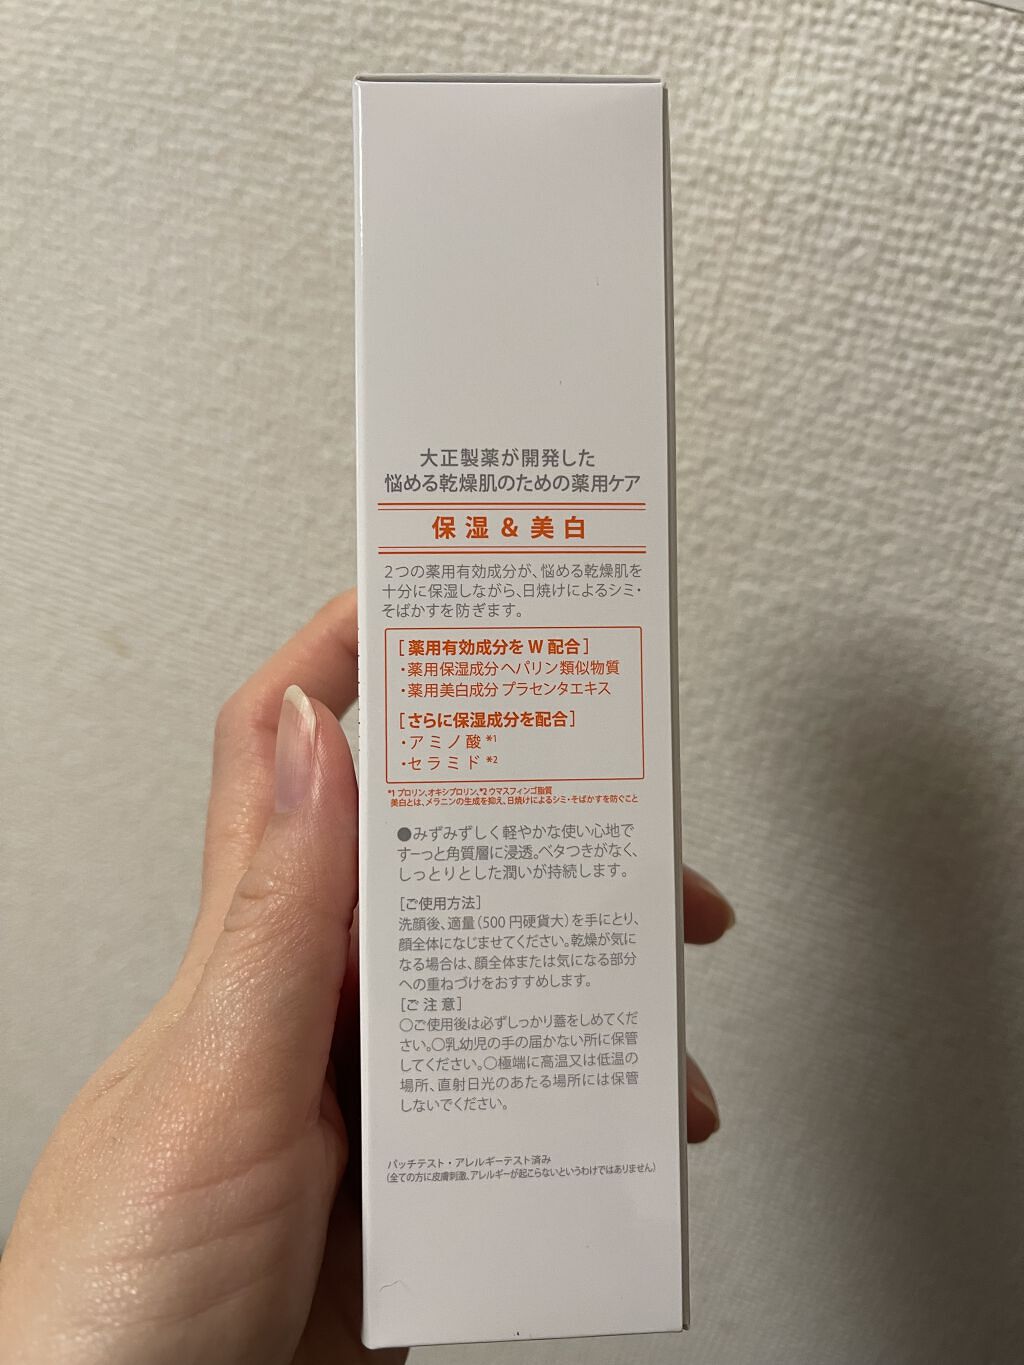 大正製薬が開発した
悩める乾燥肌のための薬用ケア
保湿&美白
2つの薬用有効成分が、悩める乾燥肌を
十分に保湿しながら、日焼けによるシミ・
そばかすを防ぎます。
[薬用有効成分をW配合]
・薬用保湿成分 ヘパリン類似物質
・薬用美白成分 プラセンタエキス
[さらに保湿成分を配合]
・アミノ酸*1
・セラミド*2
*1 プロリン、オキシプロリン、*2 ウマスフィンゴ脂質
美白とは、メラニンの生成を抑え、日焼けによるシミ・そばかすを防ぐこと
●みずみずしく軽やかな使い心地で
すーっと角質層に浸透。ベタつきがなく、
しっとりとした潤いが持続します。
[ご使用方法]
洗顔後、適量(500円硬貨大)を手にとり、
顔全体になじませてください。乾燥が気に
なる場合は、顔全体または気になる部分
への重ねづけをおすすめします。
[ご注意]
○ご使用後は必ずしっかり蓋をしめてくだ
さい。○乳幼児の手の届かない所に保管
してください。○極端に高温又は低温の
場所、直射日光のあたる場所には保管
しないでください。
パッチテスト・アレルギーテスト済み
(全ての方に皮膚刺激、アレルギーが起こらないというわけではありません)